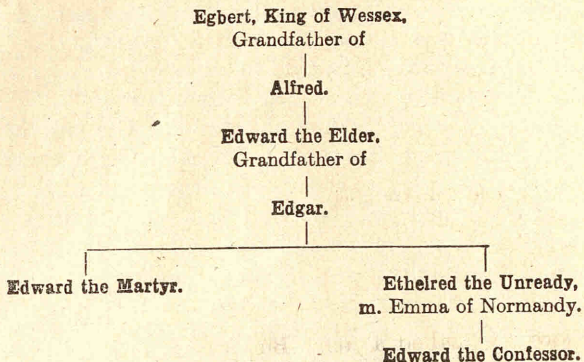 Egbert, King of Wessex,
Grandfather of
Alfred.
Edward the Elder,
Grandfather of
Edgar.
Edward the Martyr.
Ethelred the Unready,
m. Emma of Normandy.
Edward the Confessor.